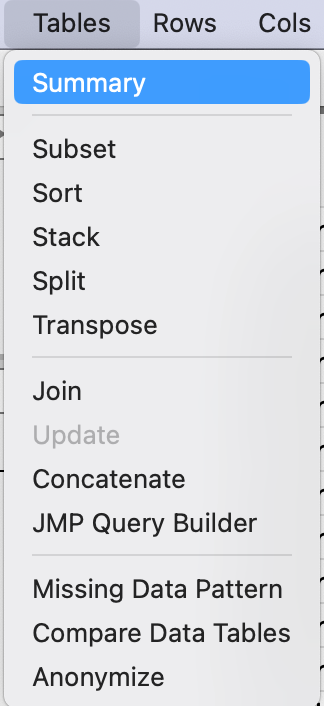 Tables Rows Cols
Summary
Subset
Sort
Stack
Split
Transpose
Join
Update
Concatenate
JMP Query Builder
Missing Data Pattern
Compare Data Tables
Anonymize